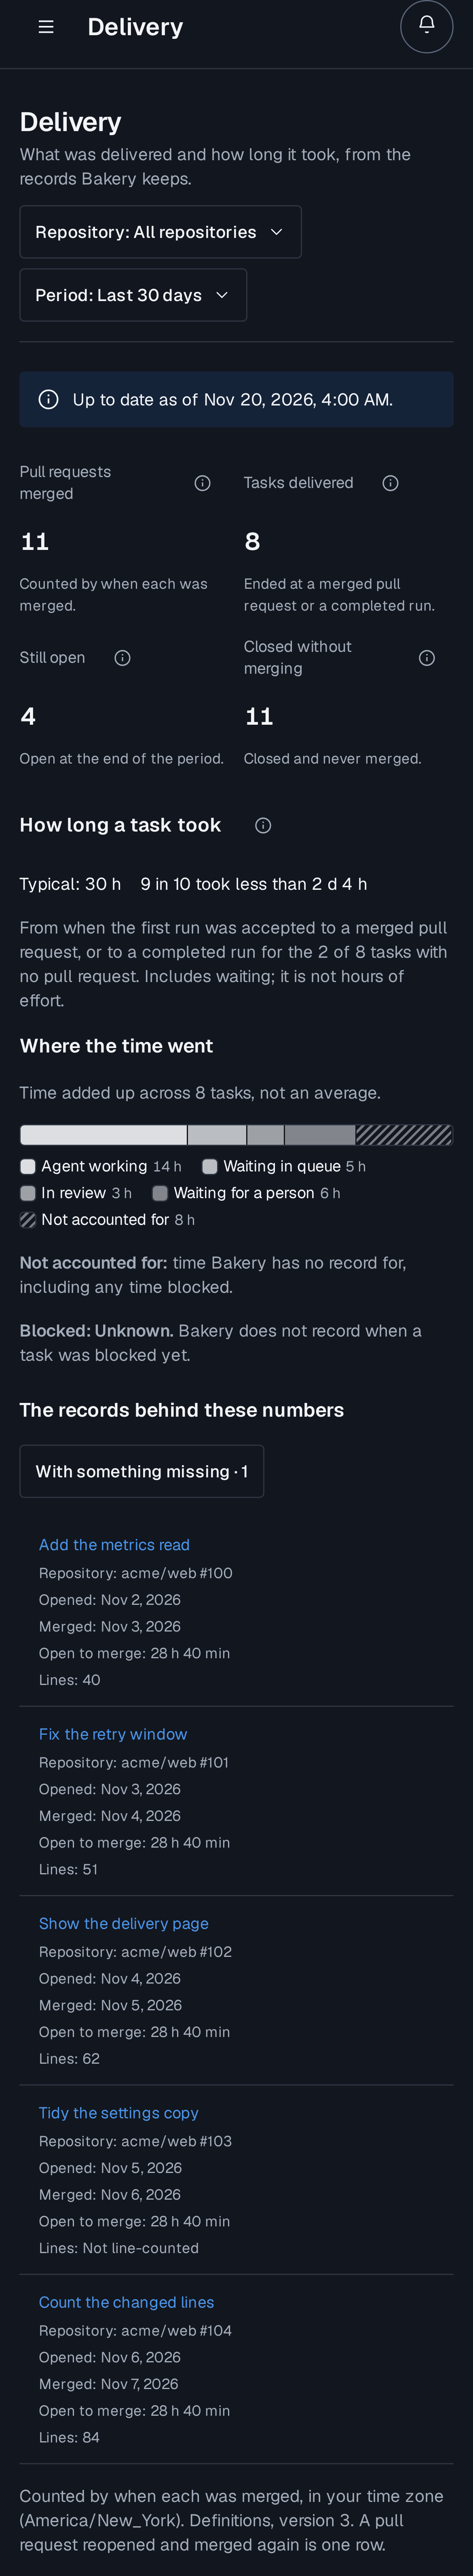 Delivery
Delivery
What was delivered and how long it took, from the
records Bakery keeps.
Repository: All repositories
Period: Last 30 days
Up to date as of Nov 20, 2026, 4:00 AM.
Pull requests
merged
11
Counted by when each was
merged.
Tasks delivered
8
Ended at a merged pull
request or a completed run.
Still open
4
Open at the end of the period.
Closed without
merging
11
Closed and never merged.
How long a task took
Typical: 30 h 9 in 10 took less than 2 d 4 h
From when the first run was accepted to a merged pull
request, or to a completed run for the 2 of 8 tasks with
no pull request. Includes waiting; it is not hours of
effort.
Where the time went
Time added up across 8 tasks, not an average.
Agent working 14 h Waiting in queue 5 h
In review 3 h Waiting for a person 6 h
Not accounted for 8 h
Not accounted for: time Bakery has no record for,
including any time blocked.
Blocked: Unknown. Bakery does not record when a
task was blocked yet.
The records behind these numbers
With something missing · 1
Add the metrics read
Repository: acme/web #100
Opened: Nov 2, 2026
Merged: Nov 3, 2026
Open to merge: 28 h 40 min
Lines: 40
Fix the retry window
Repository: acme/web #101
Opened: Nov 3, 2026
Merged: Nov 4, 2026
Open to merge: 28 h 40 min
Lines: 51
Show the delivery page
Repository: acme/web #102
Opened: Nov 4, 2026
Merged: Nov 5, 2026
Open to merge: 28 h 40 min
Lines: 62
Tidy the settings copy
Repository: acme/web #103
Opened: Nov 5, 2026
Merged: Nov 6, 2026
Open to merge: 28 h 40 min
Lines: Not line-counted
Count the changed lines
Repository: acme/web #104
Opened: Nov 6, 2026
Merged: Nov 7, 2026
Open to merge: 28 h 40 min
Lines: 84
Counted by when each was merged, in your time zone
(America/New_York). Definitions, version 3. A pull
request reopened and merged again is one row.